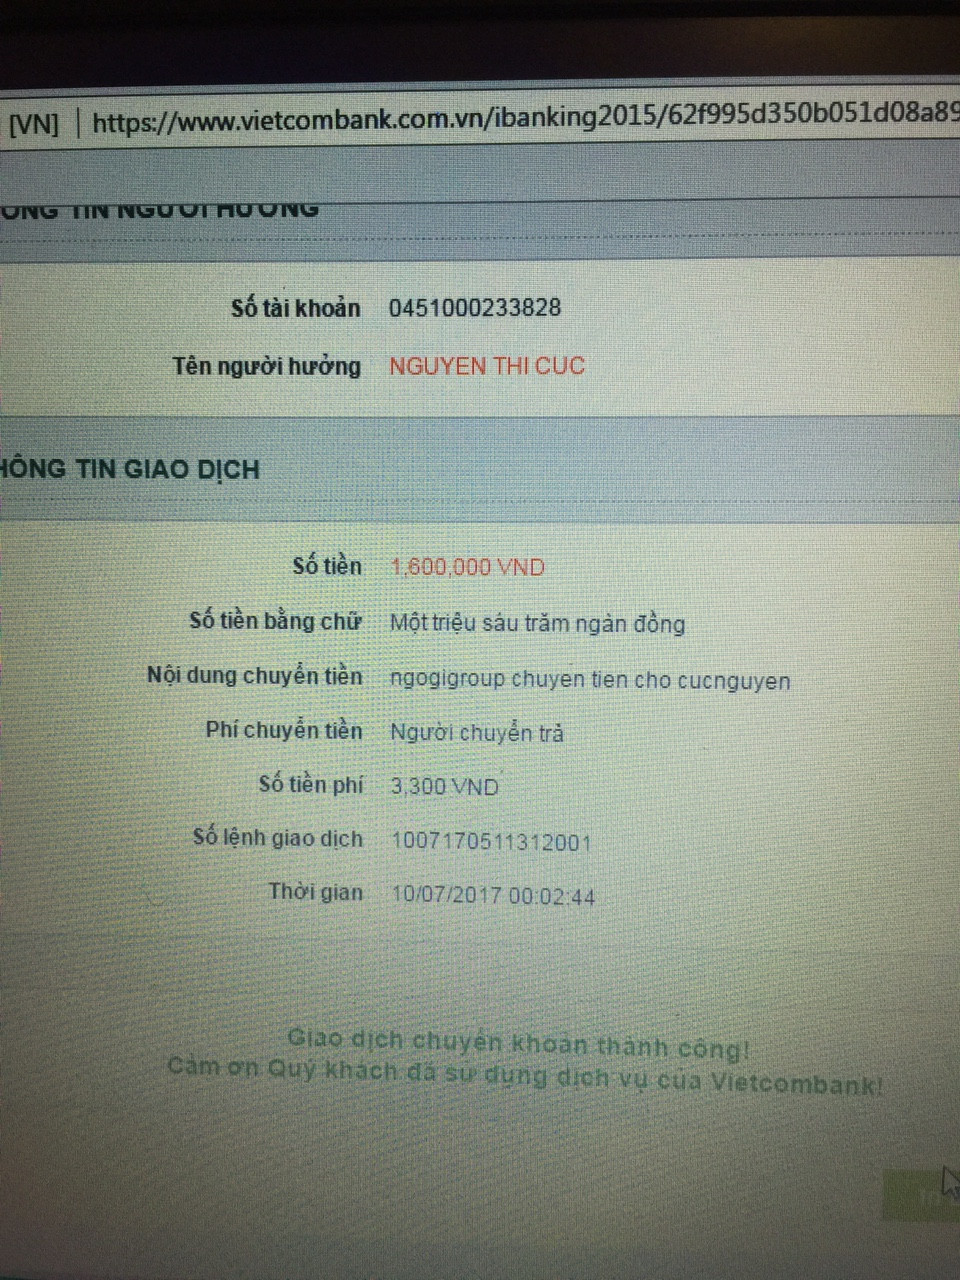 [VN] | https://www.vietcombank.com.vn/ibanking2015/62f995d350b051d08a89
ÔNG TIN NGƯỜI HƯỞNG
Số tài khoản 0451000233828
Tên người hưởng NGUYEN THI CUC
HÔNG TIN GIAO DỊCH
Số tiền 1,600,000 VND
Số tiền bằng chữ Một triệu sáu trăm ngàn đồng
Nội dung chuyển tiền ngogigroup chuyen tien cho cucnguyen
Phí chuyển tiền Người chuyển trả
Số tiền phí 3,300 VND
Số lệnh giao dịch 1007170511312001
Thời gian 10/07/2017 00:02:44
Giao dịch chuyển khoản thành công!
Cảm ơn Quý khách đã sử dụng dịch vụ của Vietcombank!